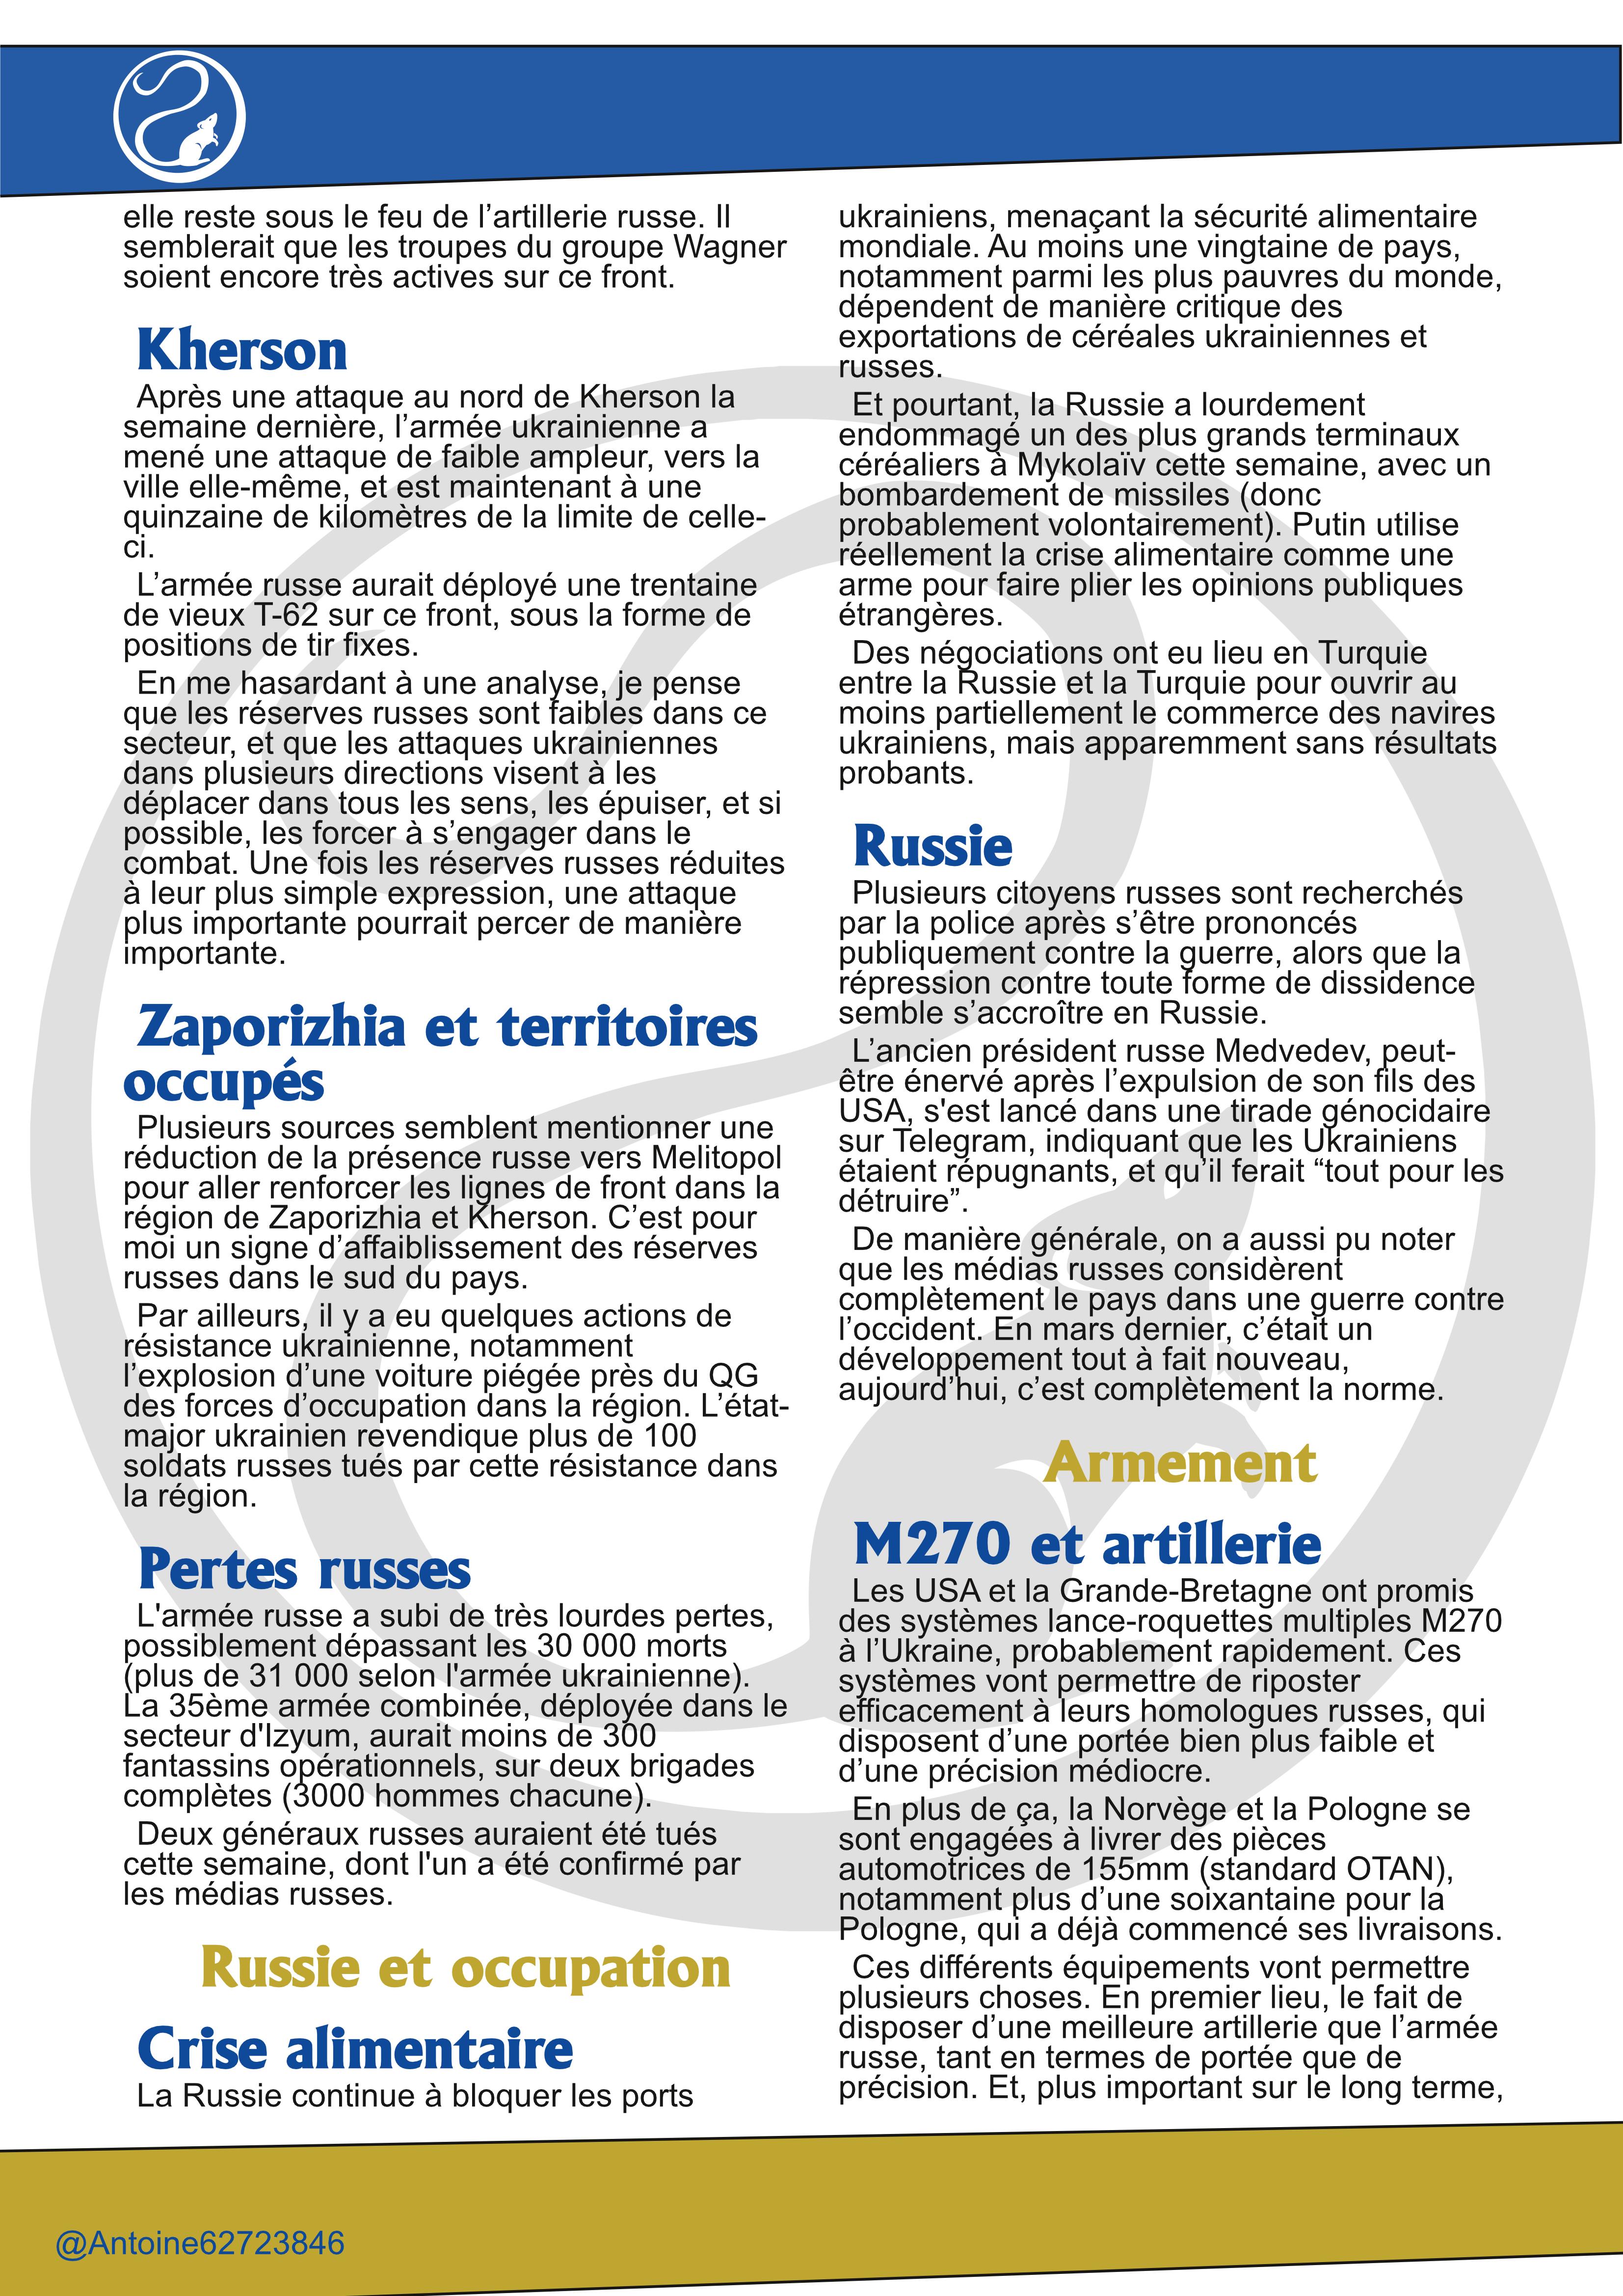 elle reste sous le feu de l’artillerie russe. Il
semblerait que les troupes du groupe Wagner
soient encore très actives sur ce front.
Kherson
Après une attaque au nord de Kherson la
semaine dernière, l’armée ukrainienne a
mené une attaque de faible ampleur, vers la
ville elle-même, et est maintenant à une
quinzaine de kilomètres de la limite de celle-
ci.
L’armée russe aurait déployé une trentaine
de vieux T-62 sur ce front, sous la forme de
positions de tir fixes.
En me hasardant à une analyse, je pense
que les réserves russes sont faibles dans ce
secteur, et que les attaques ukrainiennes
dans plusieurs directions visent à les
déplacer dans tous les sens, les épuiser, et si
possible, les forcer à s’engager dans le
combat. Une fois les réserves russes réduites
à leur plus simple expression, une attaque
plus importante pourrait percer de manière
importante.
Zaporizhia et territoires
occupés
Plusieurs sources semblent mentionner une
réduction de la présence russe vers Melitopol
pour aller renforcer les lignes de front dans la
région de Zaporizhia et Kherson. C’est pour
moi un signe d’affaiblissement des réserves
russes dans le sud du pays.
Par ailleurs, il y a eu quelques actions de
résistance ukrainienne, notamment
l’explosion d’une voiture piégée près du QG
des forces d’occupation dans la région. L’état-
major ukrainien revendique plus de 100
soldats russes tués par cette résistance dans
la région.
Pertes russes
L'armée russe a subi de très lourdes pertes,
possiblement dépassant les 30 000 morts
(plus de 31 000 selon l'armée ukrainienne).
La 35ème armée combinée, déployée dans le
secteur d'Izyum, aurait moins de 300
fantassins opérationnels, sur deux brigades
complètes (3000 hommes chacune).
Deux généraux russes auraient été tués
cette semaine, dont l'un a été confirmé par
les médias russes.
Russie et occupation
Crise alimentaire
La Russie continue à bloquer les ports
ukrainiens, menaçant la sécurité alimentaire
mondiale. Au moins une vingtaine de pays,
notamment parmi les plus pauvres du monde,
dépendent de manière critique des
exportations de céréales ukrainiennes et
russes.
Et pourtant, la Russie a lourdement
endommagé un des plus grands terminaux
céréaliers à Mykolaïv cette semaine, avec un
bombardement de missiles (donc
probablement volontairement). Putin utilise
réellement la crise alimentaire comme une
arme pour faire plier les opinions publiques
étrangères.
Des négociations ont eu lieu en Turquie
entre la Russie et la Turquie pour ouvrir au
moins partiellement le commerce des navires
ukrainiens, mais apparemment sans résultats
probants.
Russie
Plusieurs citoyens russes sont recherchés
par la police après s’être prononcés
publiquement contre la guerre, alors que la
répression contre toute forme de dissidence
semble s’accroître en Russie.
L’ancien président russe Medvedev, peut-
être énervé après l’expulsion de son fils des
USA, s'est lancé dans une tirade génocidaire
sur Telegram, indiquant que les Ukrainiens
étaient répugnants, et qu’il ferait “tout pour les
détruire”.
De manière générale, on a aussi pu noter
que les médias russes considèrent
complètement le pays dans une guerre contre
l’occident. En mars dernier, c’était un
développement tout à fait nouveau,
aujourd’hui, c’est complètement la norme.
Armement
M270 et artillerie
Les USA et la Grande-Bretagne ont promis
des systèmes lance-roquettes multiples M270
à l’Ukraine, probablement rapidement. Ces
systèmes vont permettre de riposter
efficacement à leurs homologues russes, qui
disposent d’une portée bien plus faible et
d’une précision médiocre.
En plus de ça, la Norvège et la Pologne se
sont engagées à livrer des pièces
automotrices de 155mm (standard OTAN),
notamment plus d’une soixantaine pour la
Pologne, qui a déjà commencé ses livraisons.
Ces différents équipements vont permettre
plusieurs choses. En premier lieu, le fait de
disposer d’une meilleure artillerie que l’armée
russe, tant en termes de portée que de
précision. Et, plus important sur le long terme,
@Antoine62723846